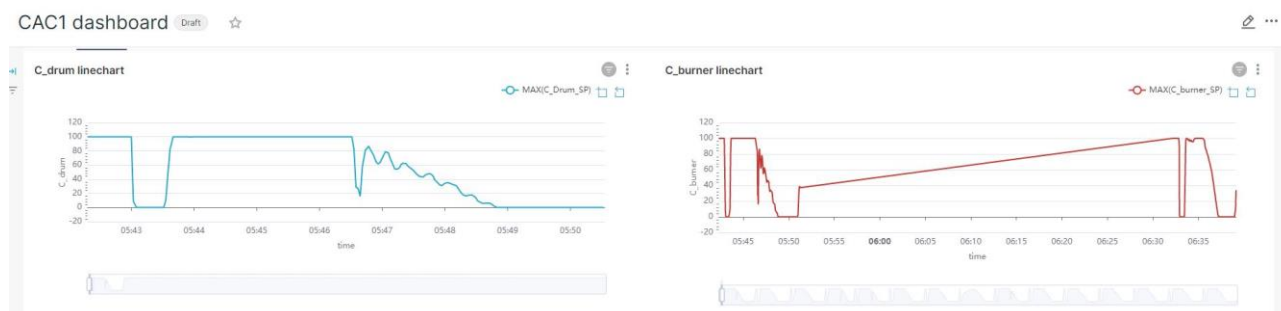 CAC1 dashboard Draft
C_drum linechart
MAX(C_Drum_SP)
120
100
80
60
40
20
0
-20
C_drum
05:43 05:44 05:45 05:46 05:47 05:48 05:49 05:50
time
C_burner linechart
MAX(C_burner_SP)
120
100
80
60
40
20
0
-20
C_burner
05:45 05:50 05:55 06:00 06:05 06:10 06:15 06:20 06:25 06:30 06:35
time